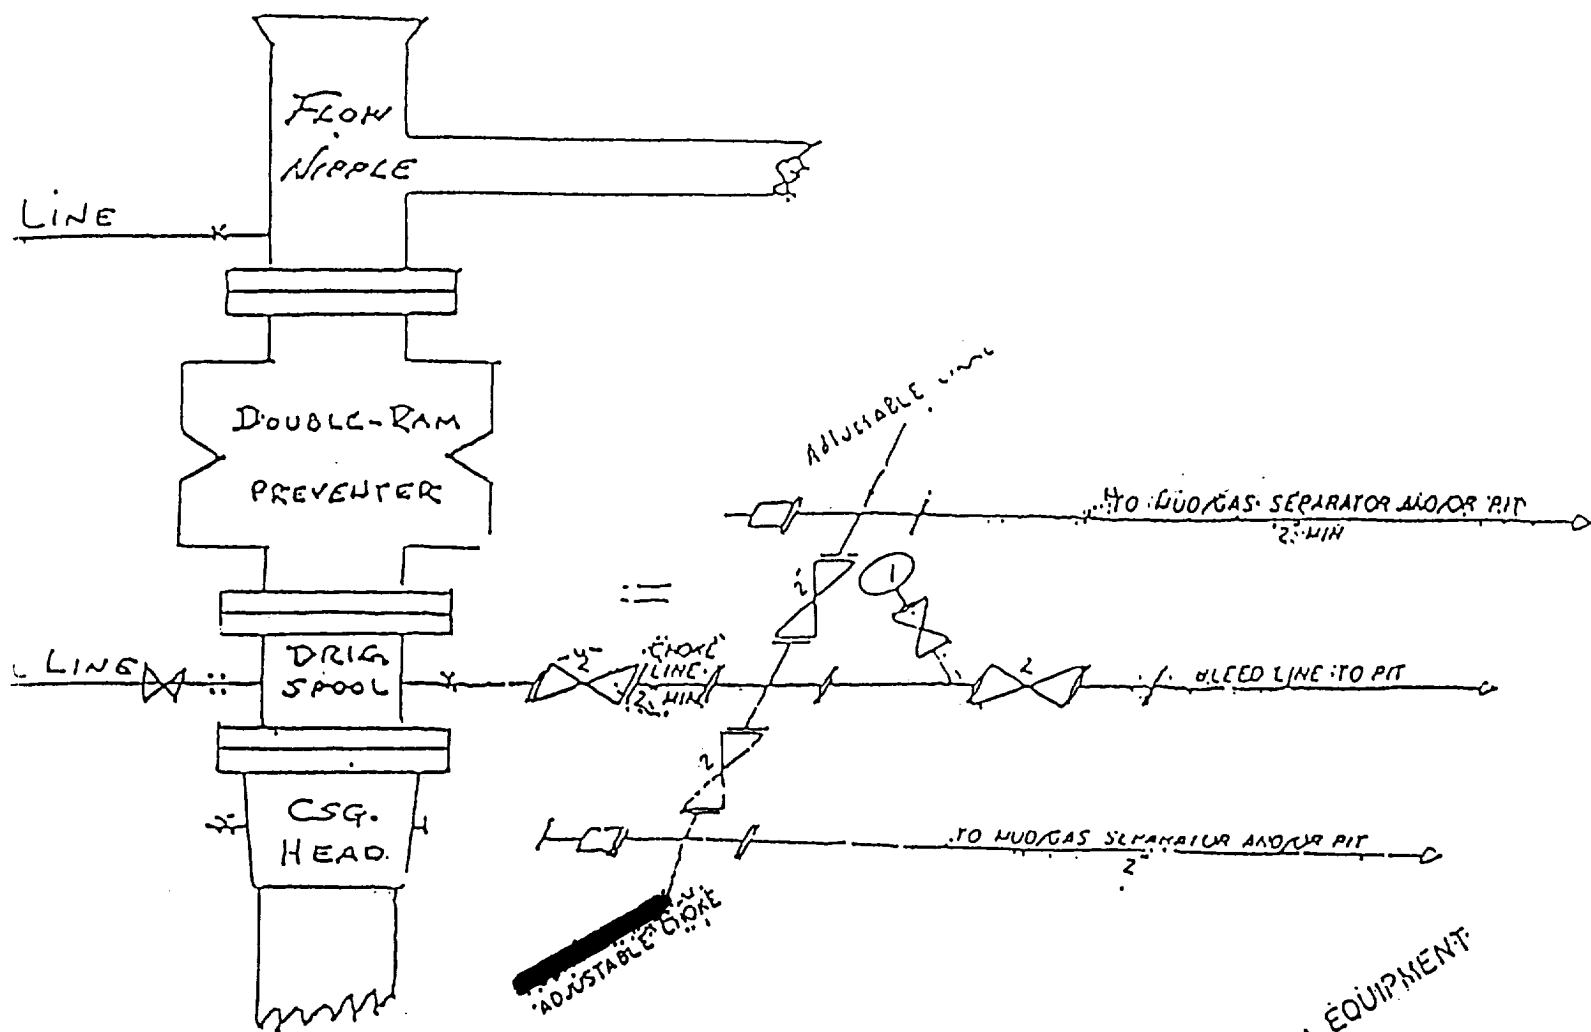 FLOW
NIPPLE
LINE
DOUBLE-RAM
PREVENTER
ADJUSTABLE
TO MUD/GAS SEPARATOR AND/OR PIT
2" MIN
2"
1
LINE
DRLG
SPOOL
2"
CHOKE
LINE
2" MIN
2
BLEED LINE TO PIT
2
CSG.
HEAD
TO MUD/GAS SEPARATOR AND/OR PIT
2"
ADJUSTABLE CHOKE
EQUIPMENT